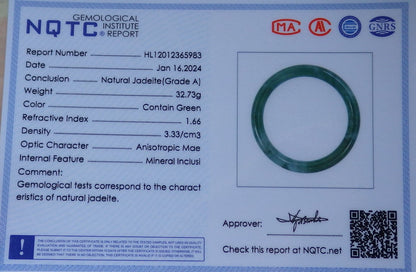 NQTC
GEMOLOGICAL
INSTITUTE
® REPORT
MA
GNRS
Report Number HL12012365983
Date Jan 16,2024
Conclusion Natural Jadeite(Grade A)
Weight 32.73g
Color Contain Green
Refractive Index 1.66
Density 3.33/cm3
Optic Character Anisotropic Mae
Internal Feature Mineral Inclusi
Comment:
Gemological tests correspond to the charact
eristics of natural jadeite.
Approver:
Check this report at NQTC.net